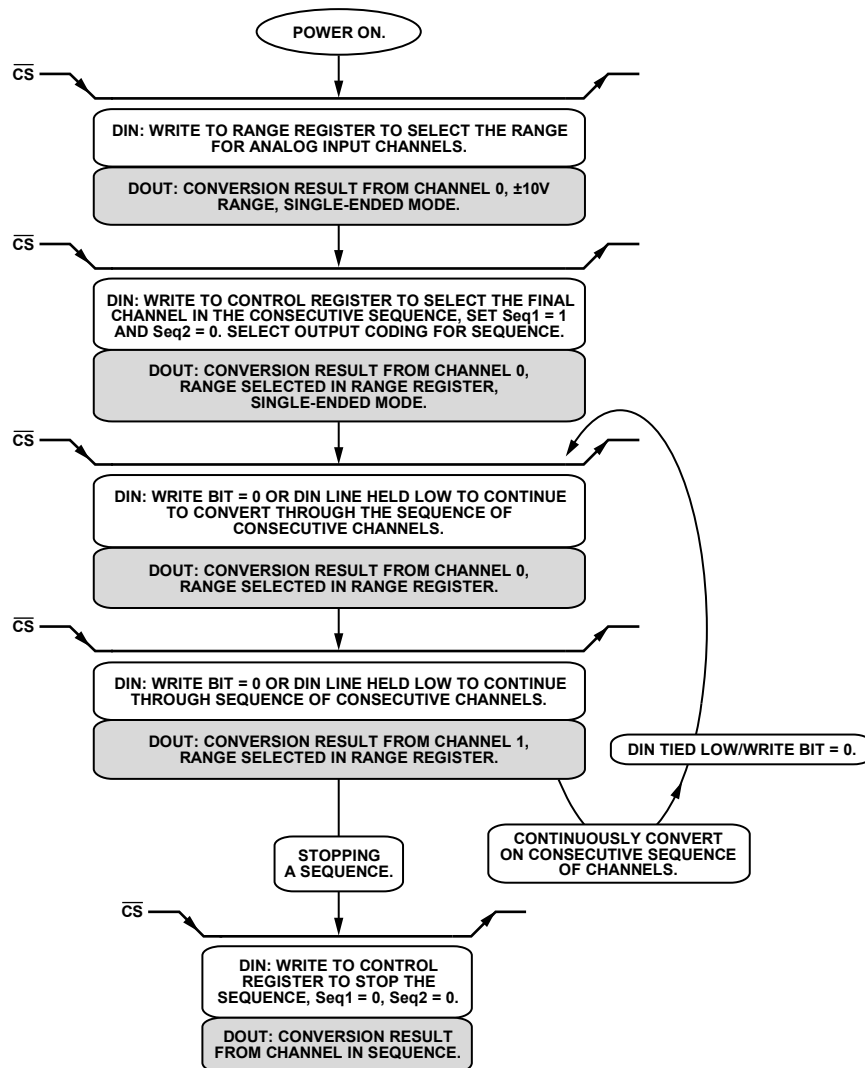 POWER ON.
CS
DIN: WRITE TO RANGE REGISTER TO SELECT THE RANGE
FOR ANALOG INPUT CHANNELS.
DOUT: CONVERSION RESULT FROM CHANNEL 0, ±10V
RANGE, SINGLE-ENDED MODE.
CS
DIN: WRITE TO CONTROL REGISTER TO SELECT THE FINAL
CHANNEL IN THE CONSECUTIVE SEQUENCE, SET Seq1 = 1
AND Seq2 = 0. SELECT OUTPUT CODING FOR SEQUENCE.
DOUT: CONVERSION RESULT FROM CHANNEL 0,
RANGE SELECTED IN RANGE REGISTER,
SINGLE-ENDED MODE.
CS
DIN: WRITE BIT = 0 OR DIN LINE HELD LOW TO CONTINUE
TO CONVERT THROUGH THE SEQUENCE OF
CONSECUTIVE CHANNELS.
DOUT: CONVERSION RESULT FROM CHANNEL 0,
RANGE SELECTED IN RANGE REGISTER.
CS
DIN: WRITE BIT = 0 OR DIN LINE HELD LOW TO CONTINUE
THROUGH SEQUENCE OF CONSECUTIVE CHANNELS.
DOUT: CONVERSION RESULT FROM CHANNEL 1,
RANGE SELECTED IN RANGE REGISTER.
DIN TIED LOW/WRITE BIT = 0.
STOPPING
A SEQUENCE.
CONTINUOUSLY CONVERT
ON CONSECUTIVE SEQUENCE
OF CHANNELS.
CS
DIN: WRITE TO CONTROL
REGISTER TO STOP THE
SEQUENCE, Seq1 = 0, Seq2 = 0.
DOUT: CONVERSION RESULT
FROM CHANNEL IN SEQUENCE.